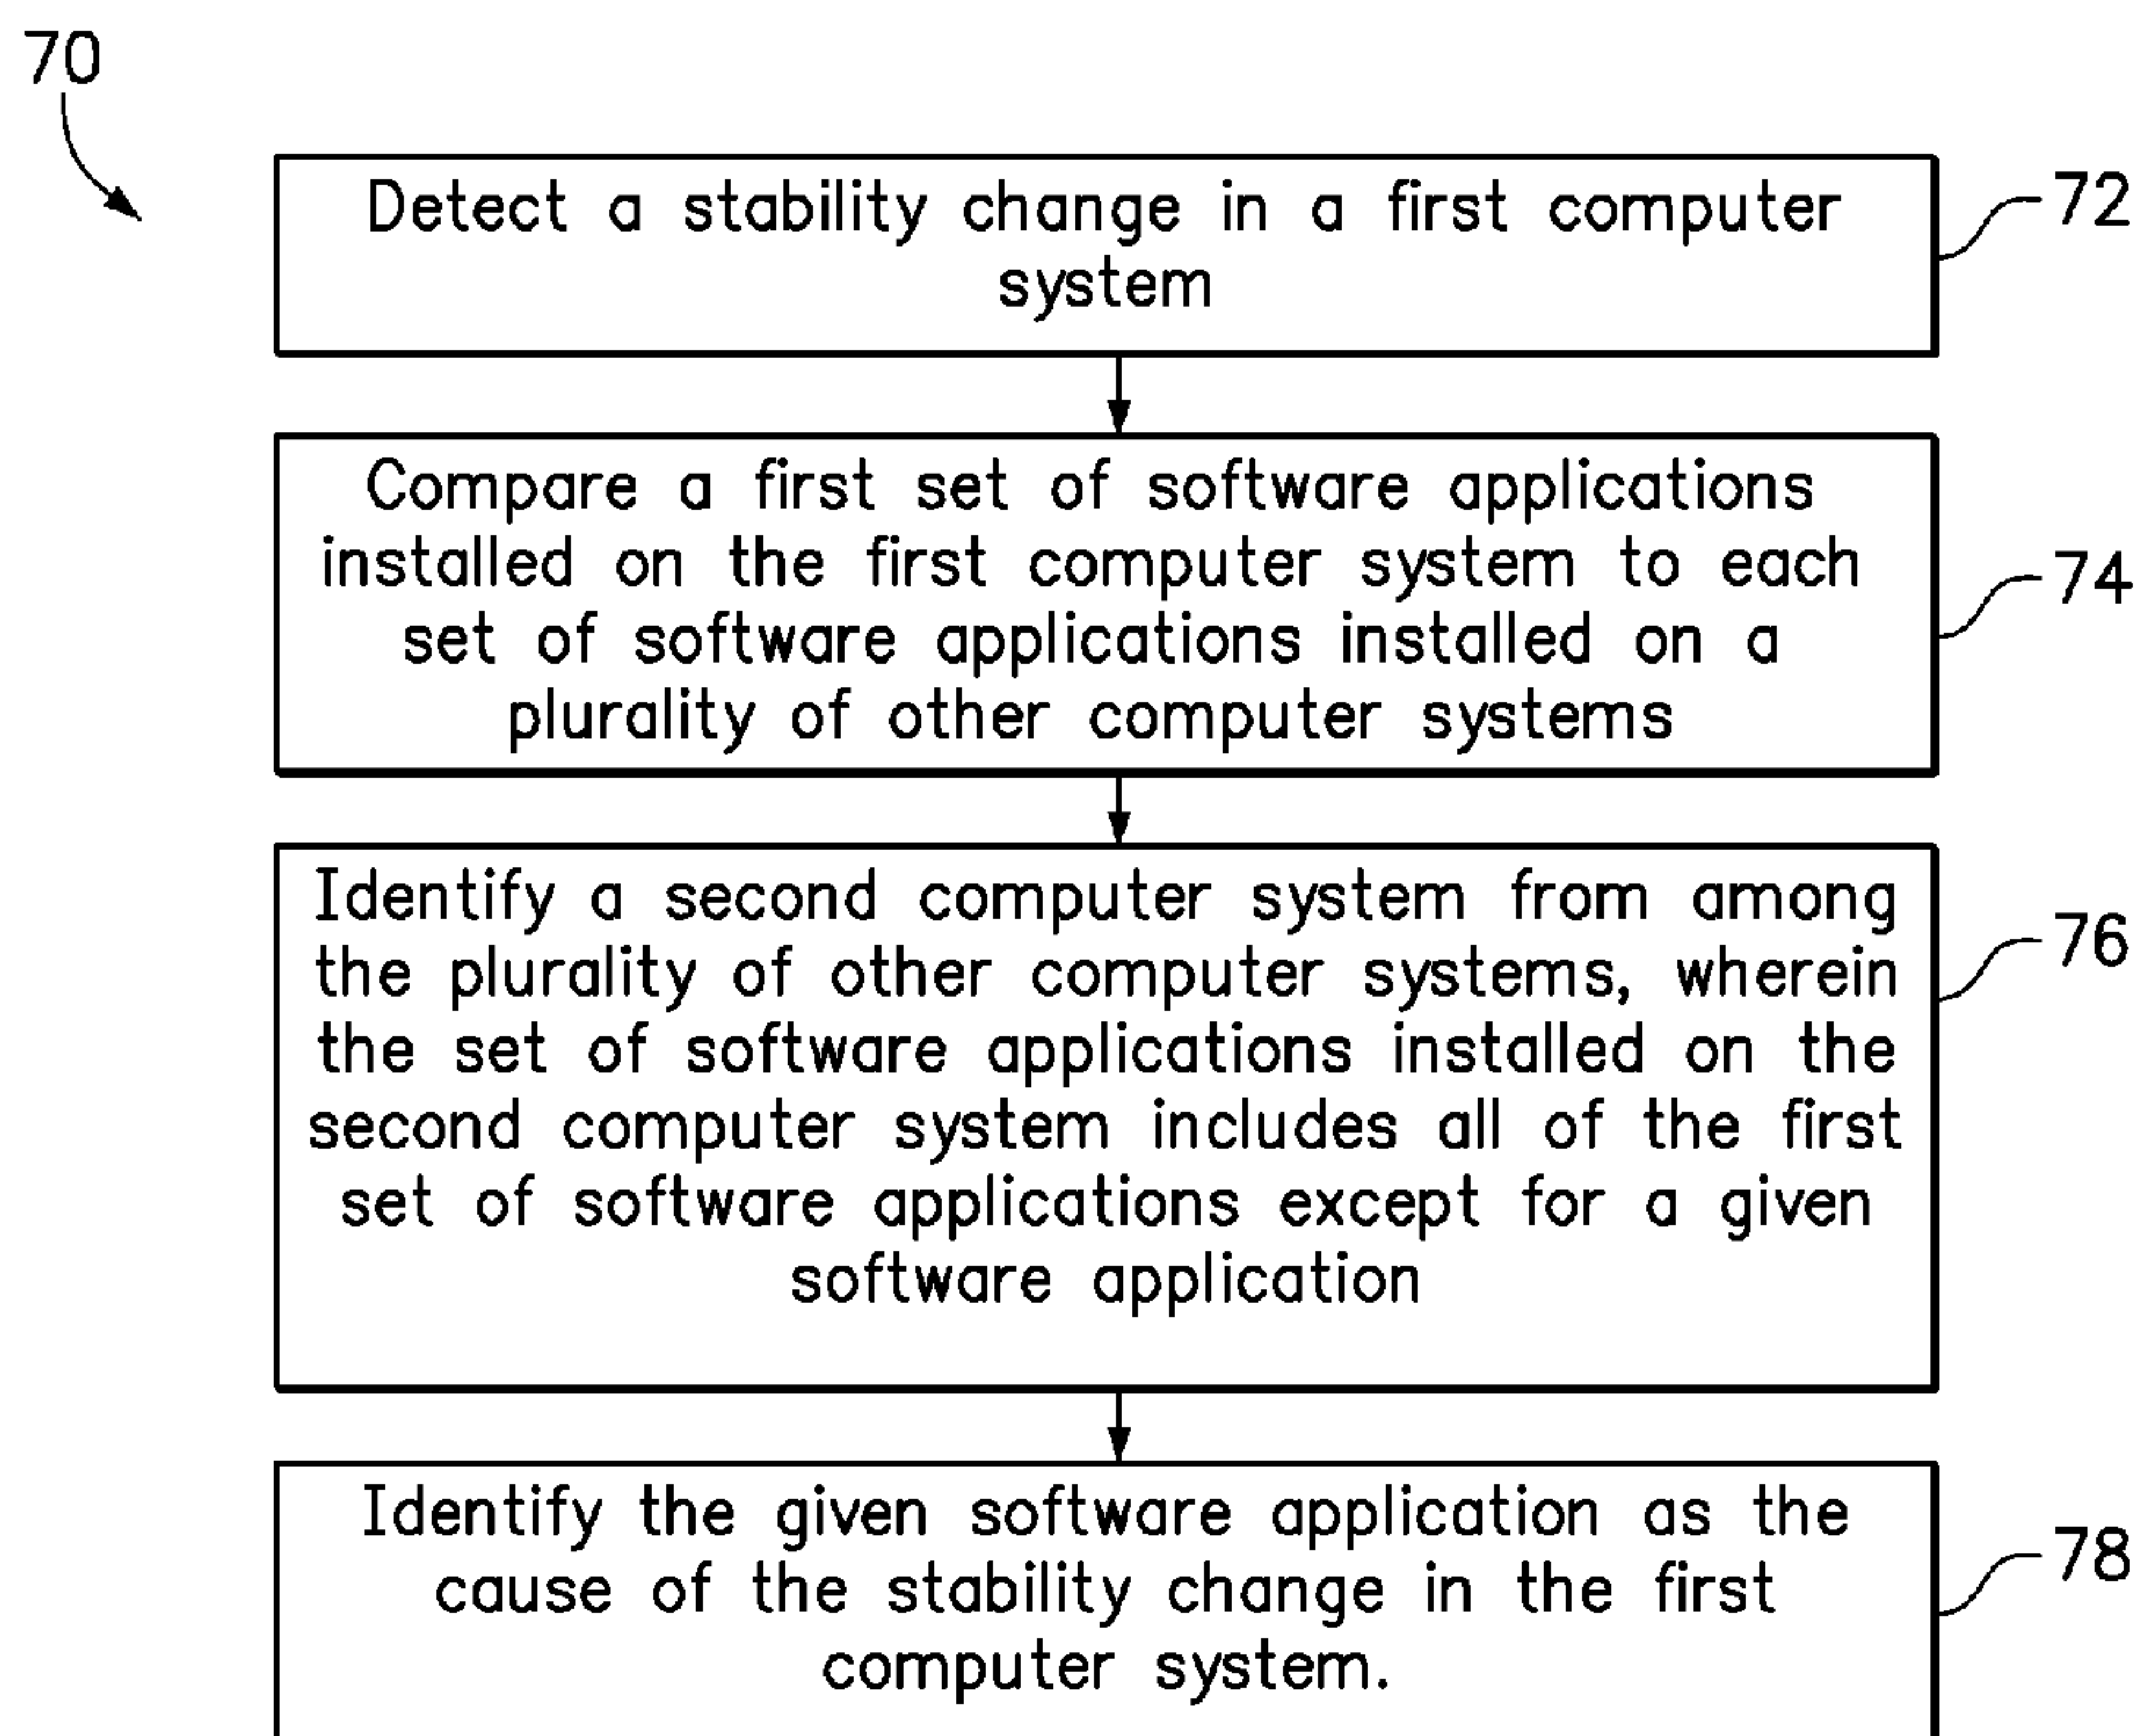 70
Detect a stability change in a first computer
system
72
Compare a first set of software applications
installed on the first computer system to each
set of software applications installed on a
plurality of other computer systems
74
Identify a second computer system from among
the plurality of other computer systems, wherein
the set of software applications installed on the
second computer system includes all of the first
set of software applications except for a given
software application
76
Identify the given software application as the
cause of the stability change in the first
computer system.
78